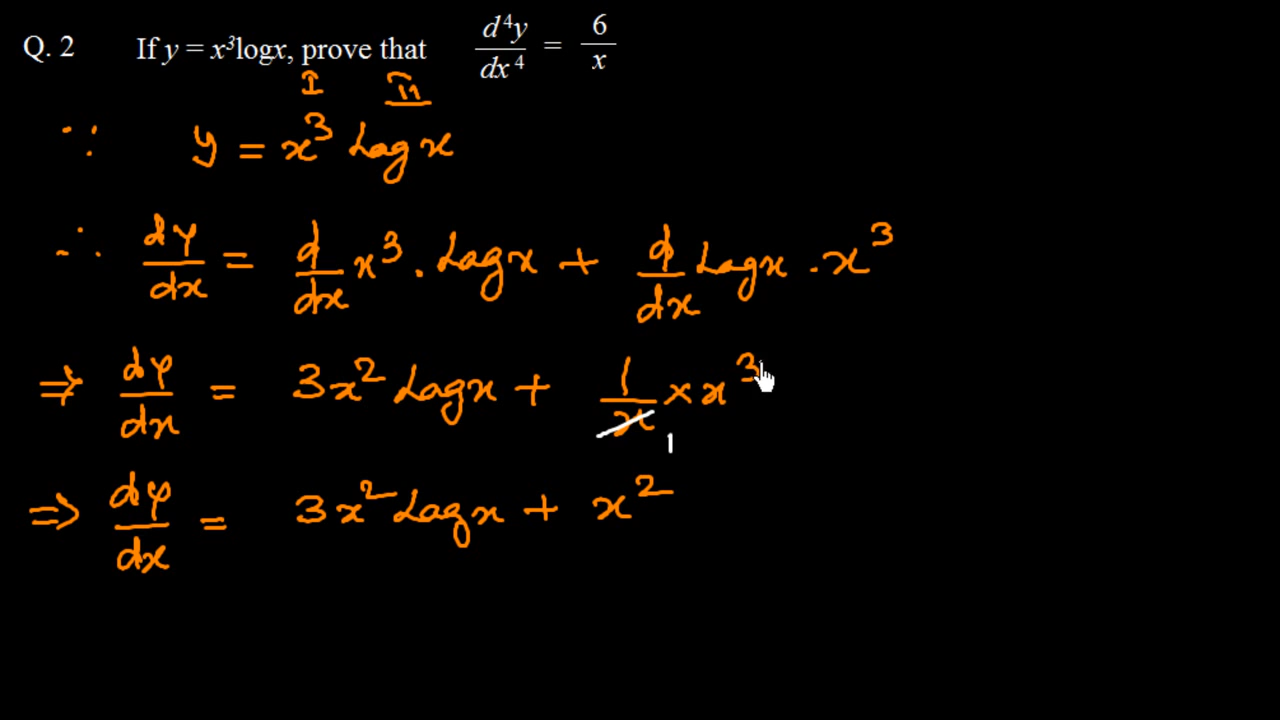 Q. 2 If y = x³logx, prove that d⁴y/dx⁴ = 6/x
I II
∵ y = x³ Logx
∴ dy/dx = d/dx x³ . Logx + d/dx Logx . x³
⇒ dy/dx = 3x² Logx + 1/x × x³
1
⇒ dy/dx = 3x² Logx + x²